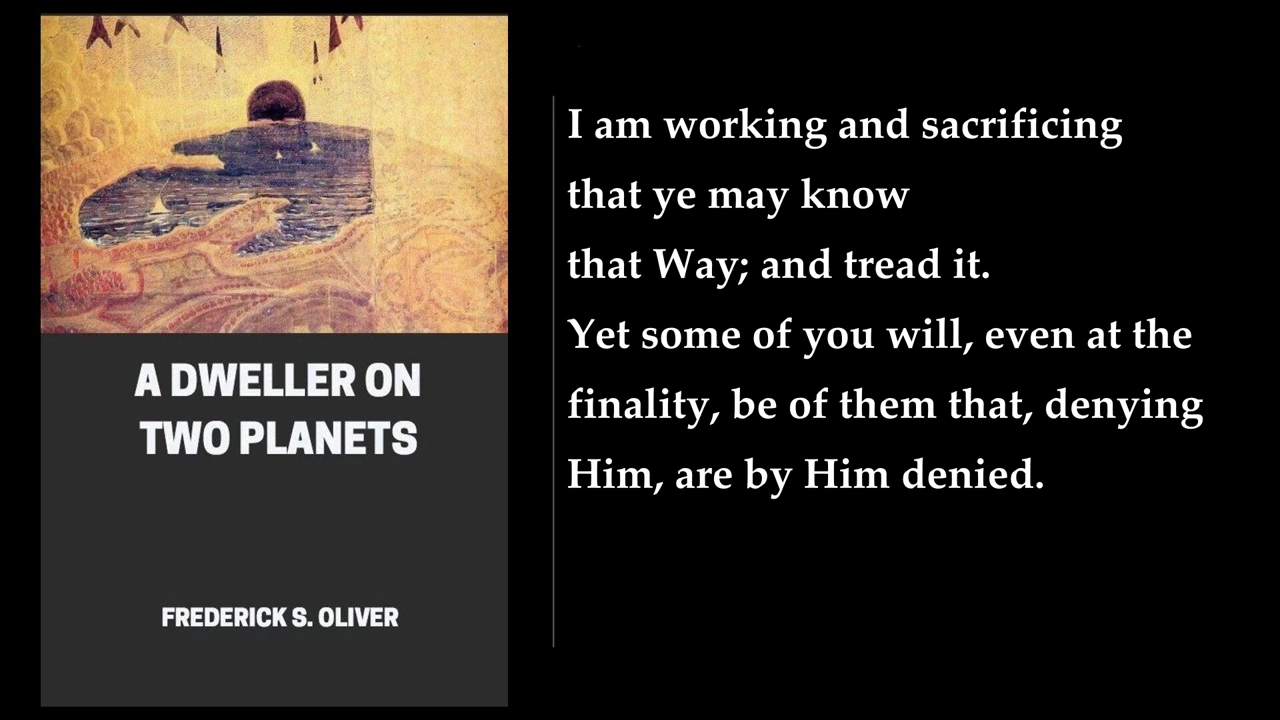 A DWELLER ON
TWO PLANETS
FREDERICK S. OLIVER
I am working and sacrificing
that ye may know
that Way; and tread it.
Yet some of you will, even at the
finality, be of them that, denying
Him, are by Him denied.